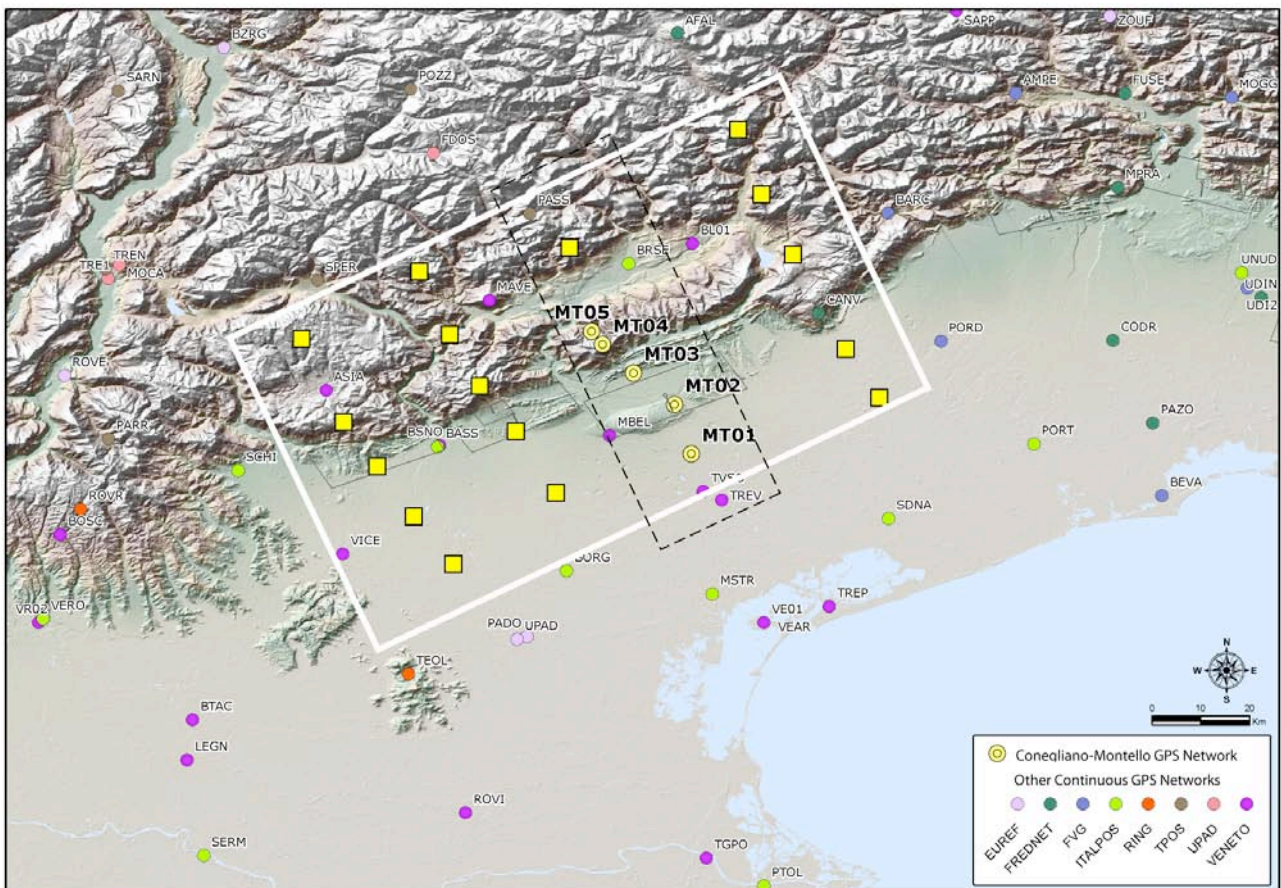 AFAL
SAPP
ZOUF
BZRG
SARN
POZZ
AMPE
FUSE
MOGG
FDOS
MPRA
PASS
BARC
BL01
BRSE
TREN
TRE1
MOCA
SPER
UNUD
UDIN
UDI2
MAVE
CANV
MT05
MT04
PORD
CODR
MT03
ROVE
ASIA
MT02
PAZO
PARR
BSNO
BASS
MBEL
MT01
PORT
SCHI
TREV
BEVA
ROVR
BOSC
SDNA
VICE
BORG
MSTR
TREP
VR02
VERO
VE01
VEAR
PADO
UPAD
TEOL
N
W
E
S
BTAC
0 10 20
Km
LEGN
Conegliano-Montello GPS Network
Other Continuous GPS Networks
ROVI
EUREF
FREDNET
FVG
ITALPOS
RING
TPOS
UPAD
VENETO
SERM
TGPO
PTOL